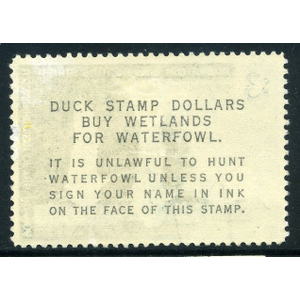 DUCK STAMP DOLLARS
BUY WETLANDS
FOR WATERFOWL.
IT IS UNLAWFUL TO HUNT
WATERFOWL UNLESS YOU
SIGN YOUR NAME IN INK
ON THE FACE OF THIS STAMP.